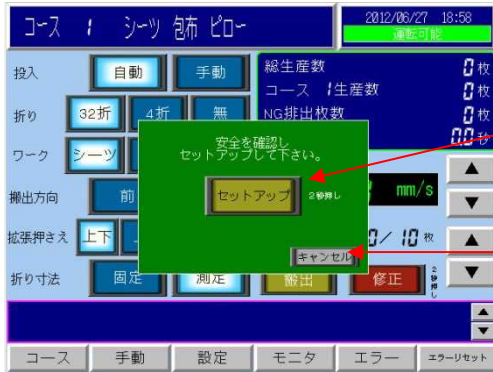 コース 1 シーツ 包布 ピロー
2012/06/27 18:58
運転可能
投入 自動 手動
総生産数 0 枚
コース 1生産数 0 枚
折り 32折 4折 無
NG排出枚数 0 枚
0.0 秒
安全を確認し
セットアップして下さい。
ワーク シーツ
セットアップ 2秒押し
mm/s
搬出方向 前
拡張押さえ 上下
0/10 枚
キャンセル
折り寸法 固定 測定 搬出 修正 2秒押し
コース 手動 設定 モニタ エラー エラーリセット